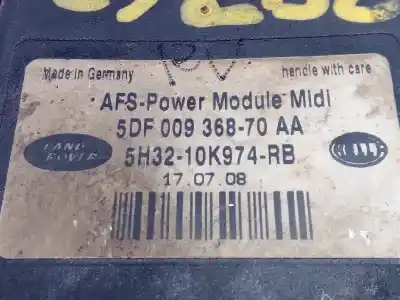 Made in Germany handle with care
AFS-Power Module Midi
5DF 009 368-70 AA
LAND ROVER
5H32-10K974-RB
HELLA
17.07.08